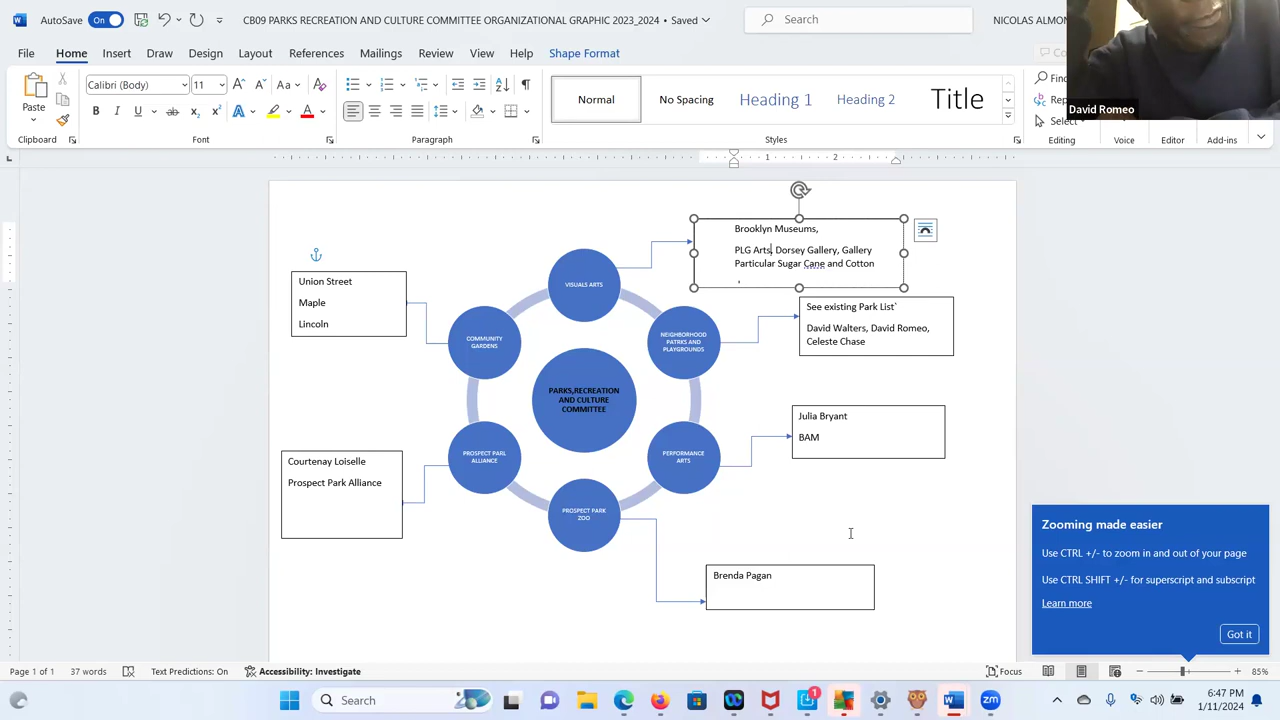 AutoSave On CB09 PARKS RECREATION AND CULTURE COMMITTEE ORGANIZATIONAL GRAPHIC 2023_2024 • Saved Search NICOLAS ALMON
File Home Insert Draw Design Layout References Mailings Review View Help Shape Format
Calibri (Body) 11
Paste
Normal
No Spacing
Heading 1
Heading 2
Title
David Romeo
Clipboard Font Paragraph Styles Editing Voice Editor Add-ins
Select
1 2
Brooklyn Museums,
PLG Arts, Dorsey Gallery, Gallery
Particular Sugar Cane and Cotton
Union Street
Maple
Lincoln
VISUALS ARTS
See existing Park List`
David Walters, David Romeo,
Celeste Chase
COMMUNITY
GARDENS
NEIGHBORHOOD
PATRKS AND
PLAYGROUNDS
PARKS,RECREATION
AND CULTURE
COMMITTEE
Julia Bryant
BAM
Courtenay Loiselle
Prospect Park Alliance
PROSPECT PARL
ALLIANCE
PERFORMANCE
ARTS
PROSPECT PARK
ZOO
Brenda Pagan
Zooming made easier
Use CTRL +/- to zoom in and out of your page
Use CTRL SHIFT +/- for superscript and subscript
Learn more
Got it
Page 1 of 1 37 words Text Predictions: On Accessibility: Investigate Focus 85%
Search
1
6:47 PM
1/11/2024